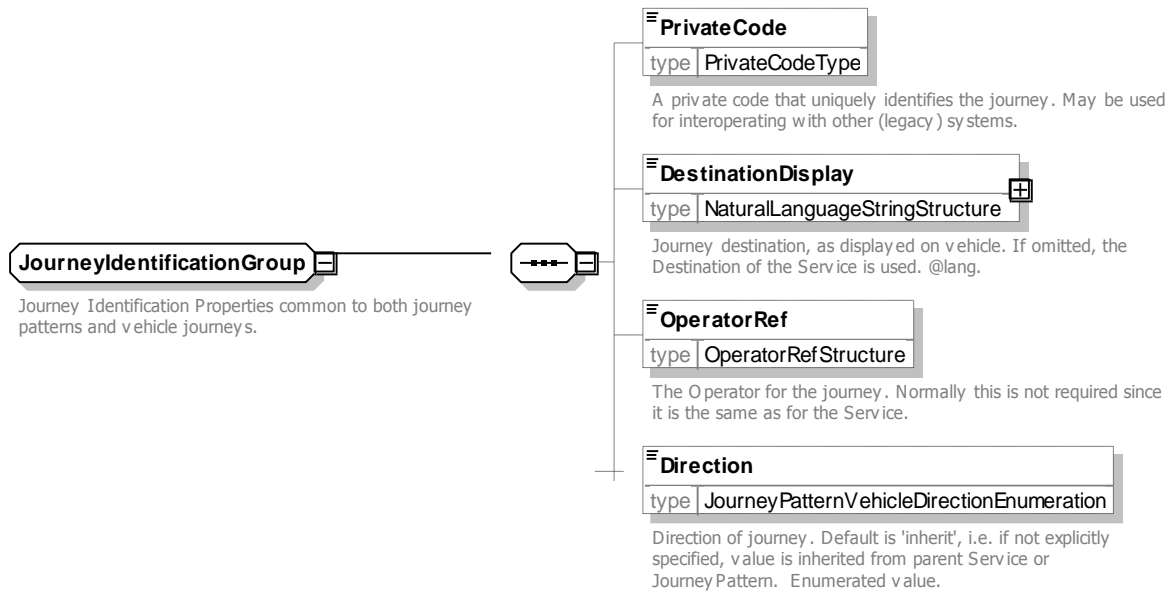 PrivateCode
type PrivateCodeType
A private code that uniquely identifies the journey. May be used
for interoperating with other (legacy) systems.
DestinationDisplay
type NaturalLanguageStringStructure
Journey destination, as displayed on vehicle. If omitted, the
Destination of the Service is used. @lang.
JourneyIdentificationGroup
Journey Identification Properties common to both journey
patterns and vehicle journeys.
OperatorRef
type OperatorRefStructure
The Operator for the journey. Normally this is not required since
it is the same as for the Service.
Direction
type JourneyPatternVehicleDirectionEnumeration
Direction of journey. Default is 'inherit', i.e. if not explicitly
specified, value is inherited from parent Service or
JourneyPattern. Enumerated value.